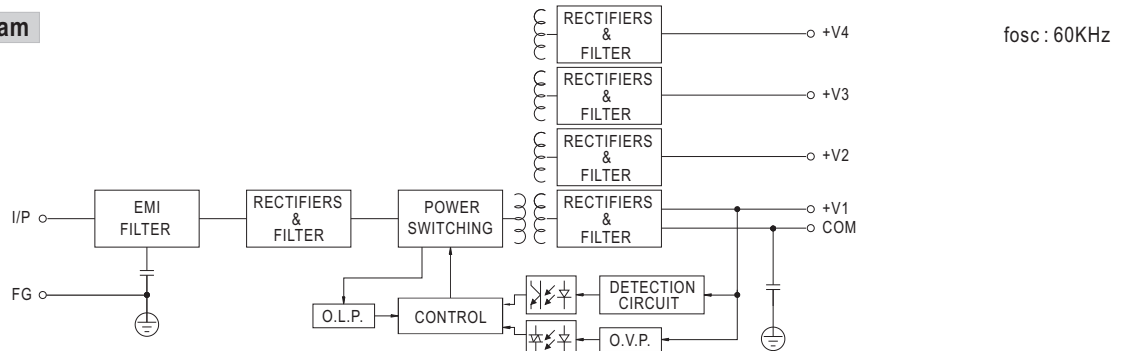 am
fosc : 60KHz
RECTIFIERS
&
FILTER
+V4
RECTIFIERS
&
FILTER
+V3
RECTIFIERS
&
FILTER
+V2
I/P
EMI
FILTER
RECTIFIERS
&
FILTER
POWER
SWITCHING
RECTIFIERS
&
FILTER
+V1
COM
FG
O.L.P.
CONTROL
DETECTION
CIRCUIT
O.V.P.